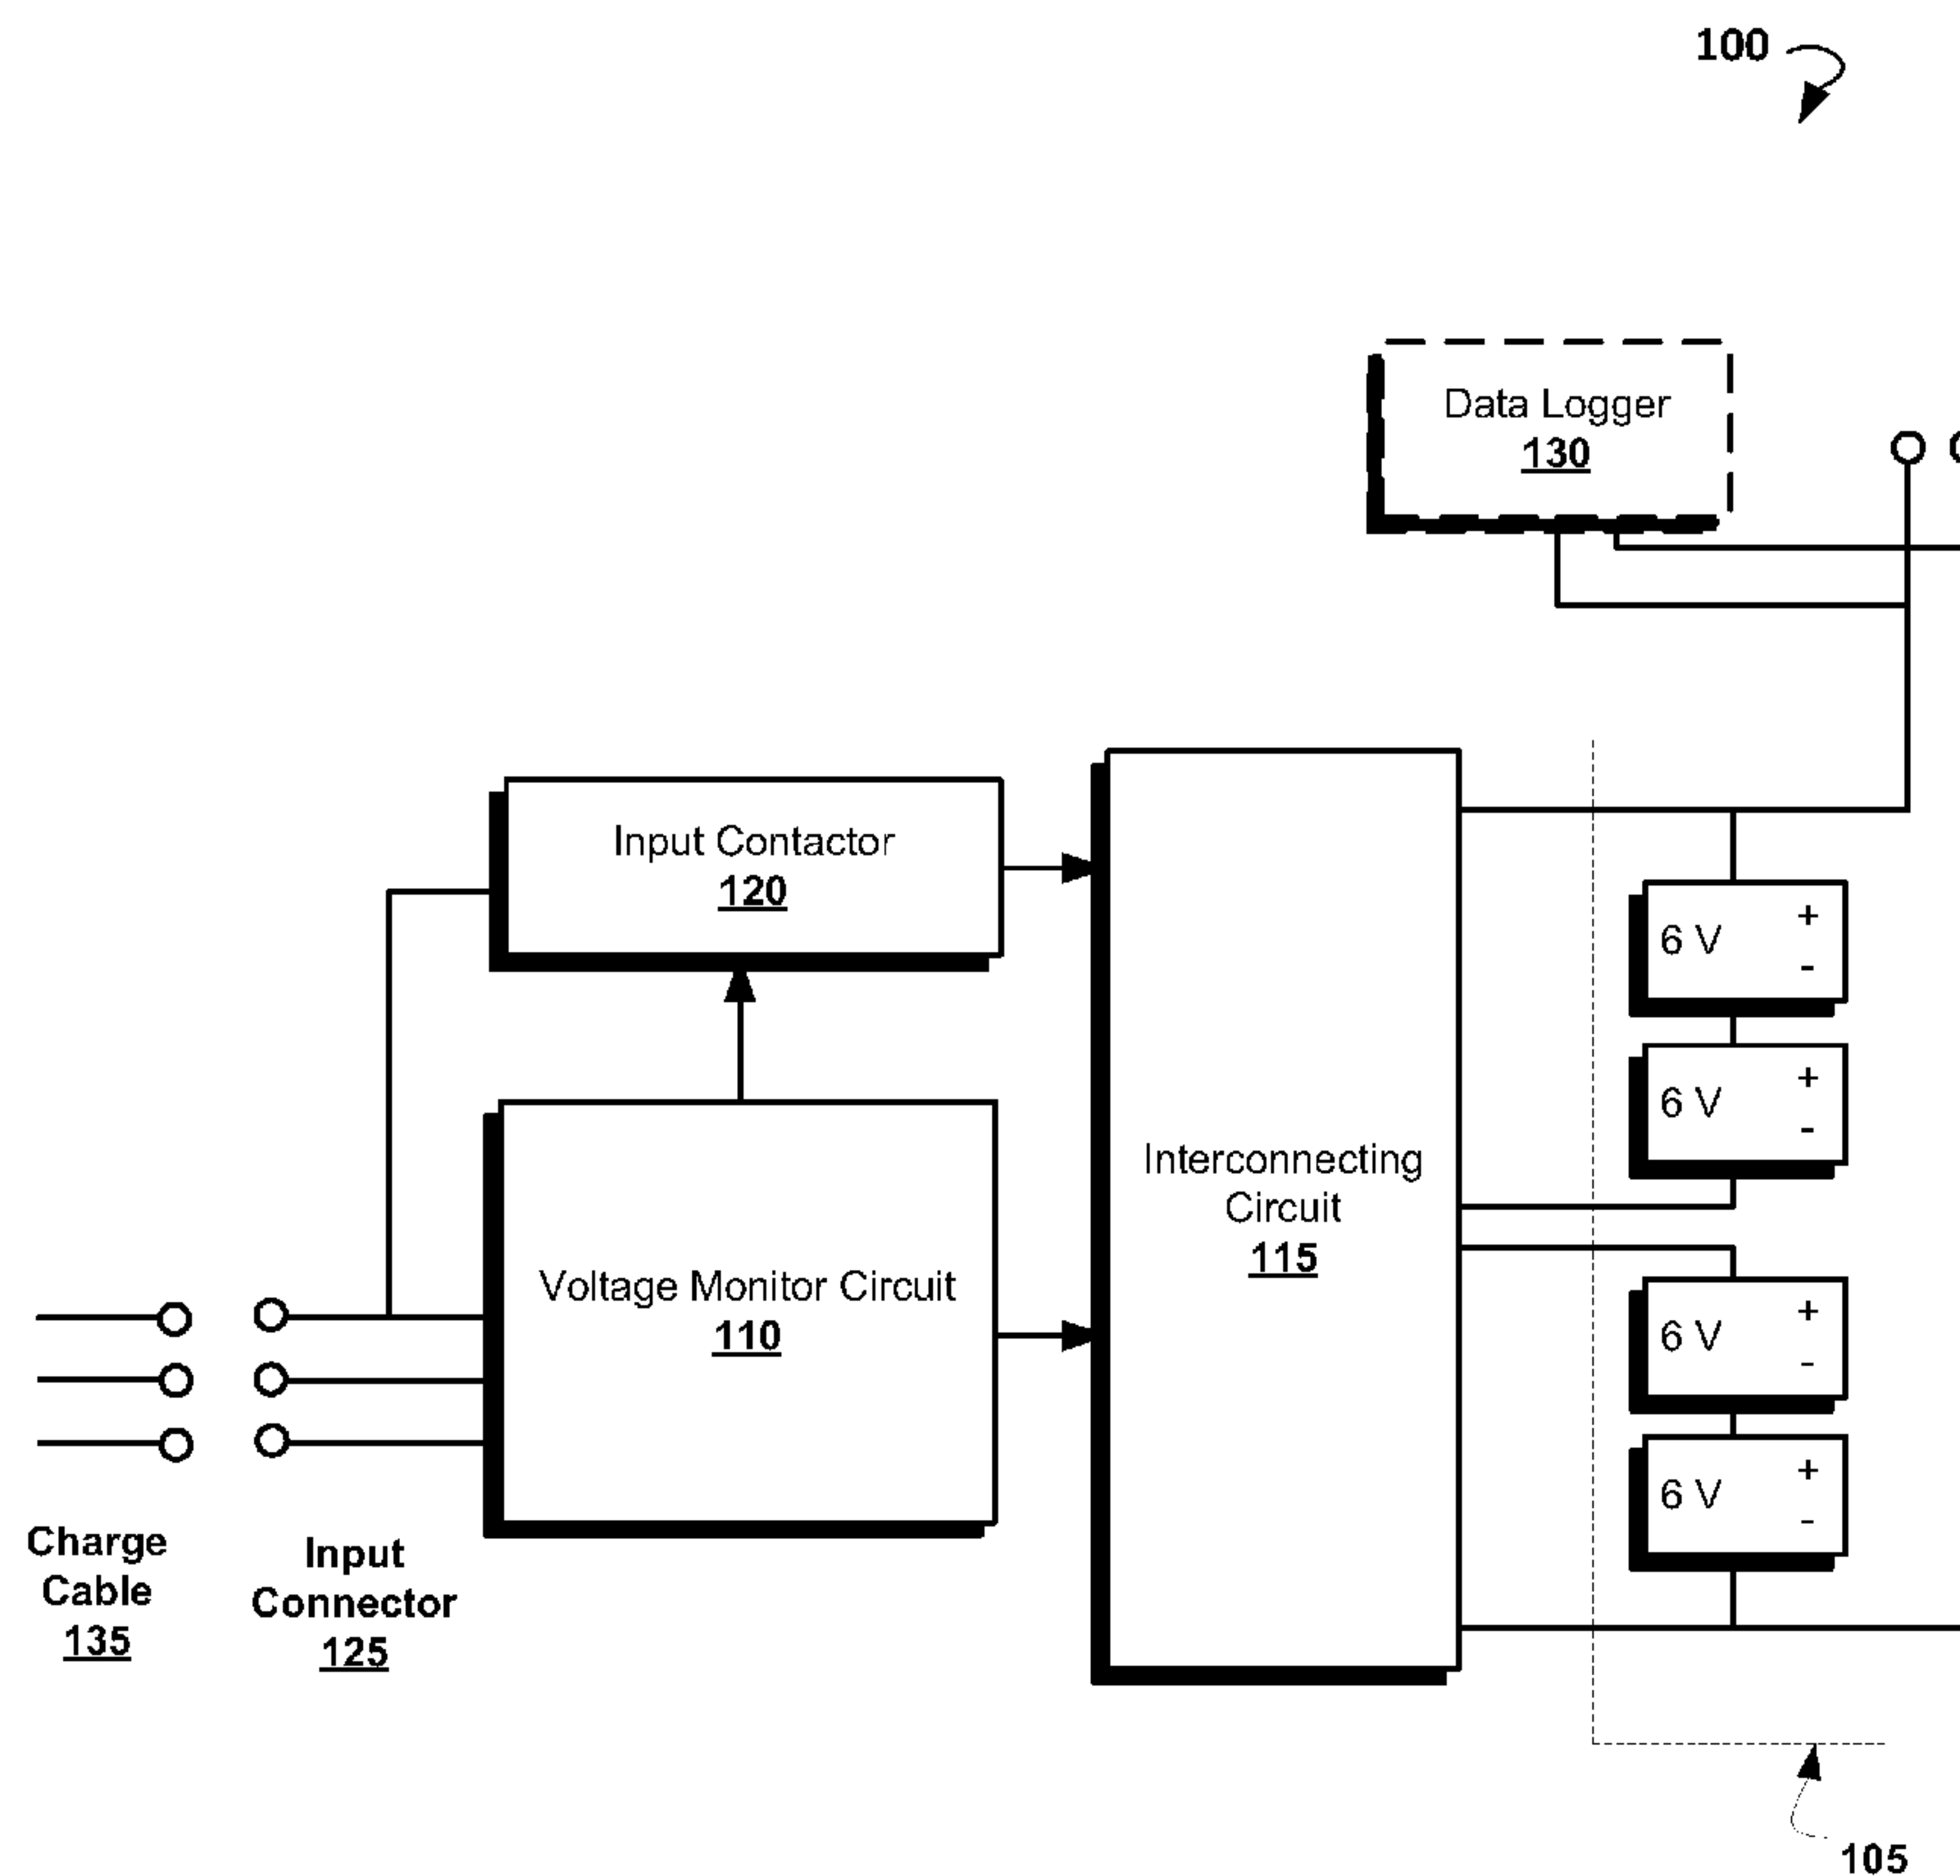 100
Data Logger
130
Input Contactor
120
6 V
+
-
6 V
+
-
Interconnecting
Circuit
115
Voltage Monitor Circuit
110
6 V
+
-
6 V
+
-
Charge
Cable
135
Input
Connector
125
105